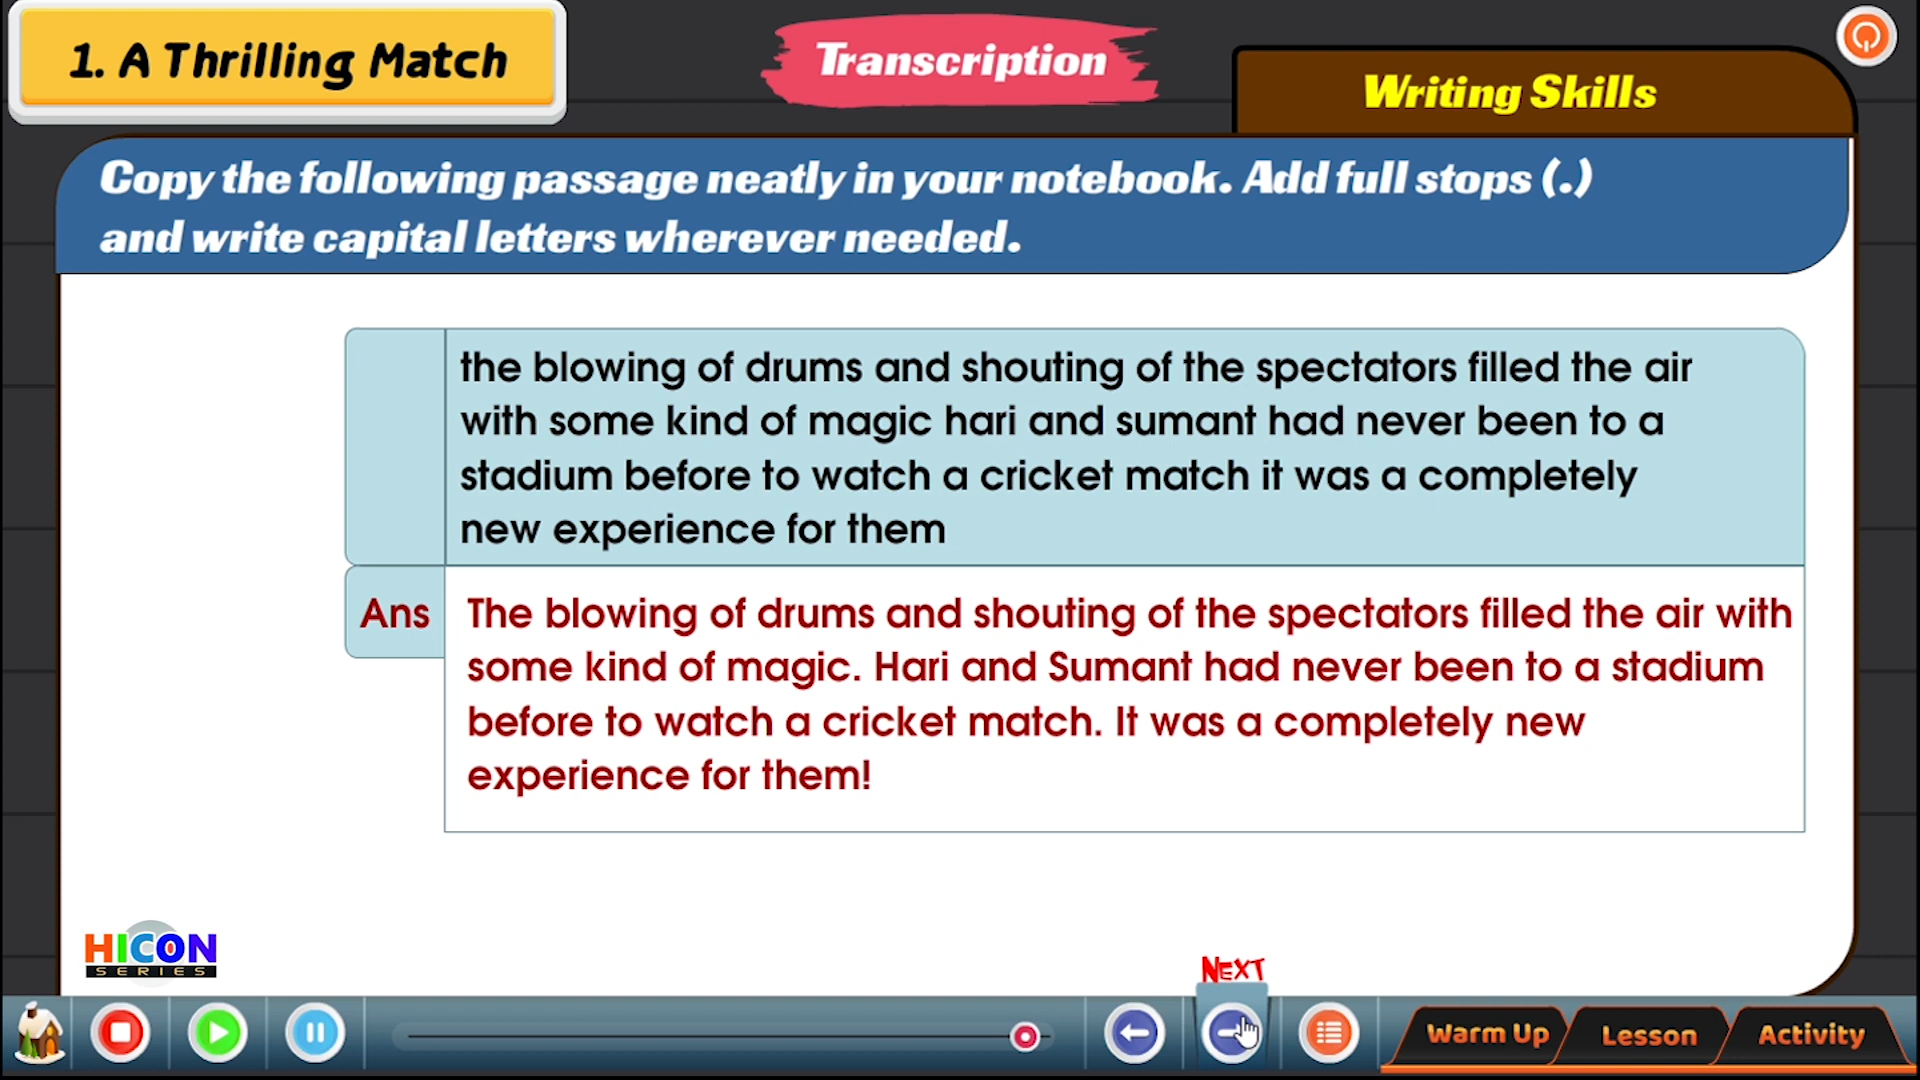 1. A Thrilling Match
Transcription
Writing Skills
Copy the following passage neatly in your notebook. Add full stops (.)
and write capital letters wherever needed.
the blowing of drums and shouting of the spectators filled the air
with some kind of magic hari and sumant had never been to a
stadium before to watch a cricket match it was a completely
new experience for them
Ans
The blowing of drums and shouting of the spectators filled the air with
some kind of magic. Hari and Sumant had never been to a stadium
before to watch a cricket match. It was a completely new
experience for them!
HICON
SERIES
NEXT
Warm Up
Lesson
Activity